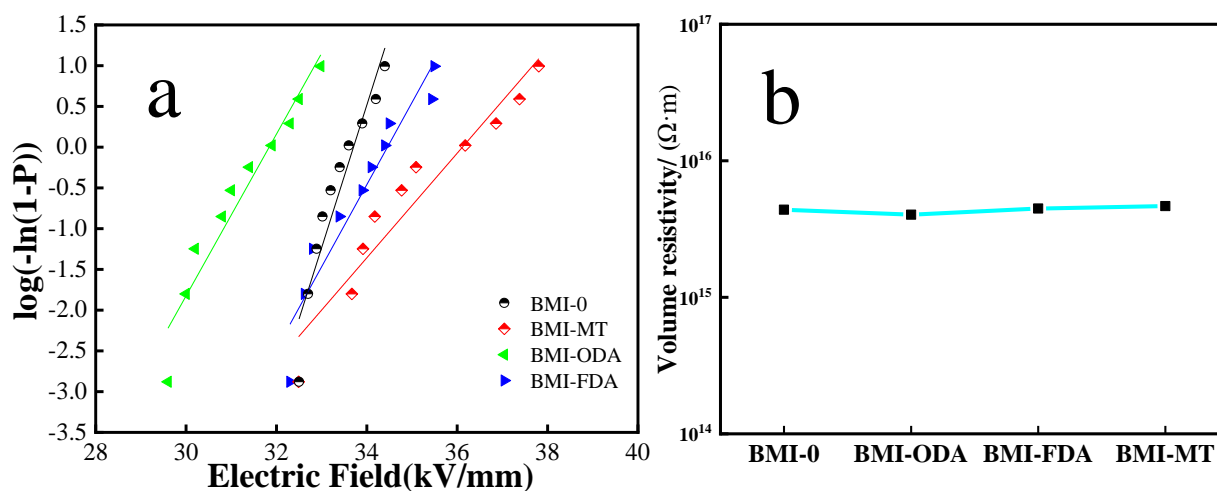 a
1.5
1.0
0.5
0.0
-0.5
-1.0
-1.5
-2.0
-2.5
-3.0
-3.5
log(-ln(1-P))
28
30
32
34
36
38
40
Electric Field(kV/mm)
BMI-0
BMI-MT
BMI-ODA
BMI-FDA
b
10^17
10^16
10^15
10^14
Volume resistivity/ (Ω·m)
BMI-0
BMI-ODA
BMI-FDA
BMI-MT